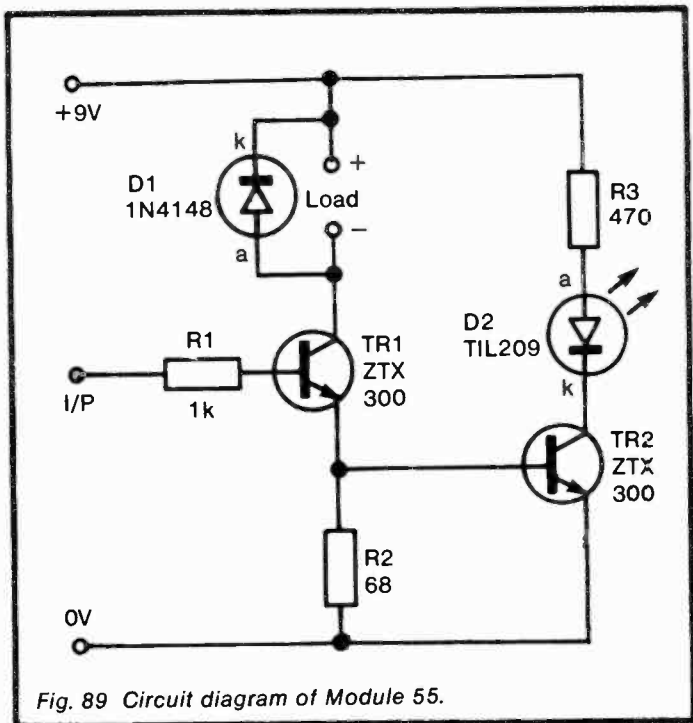 +9V
k
+
D1
1N4148
Load
a
−
R3
470
a
D2
TIL209
k
R1
1k
I/P
TR1
ZTX
300
TR2
ZTX
300
R2
68
0V
Fig. 89 Circuit diagram of Module 55.